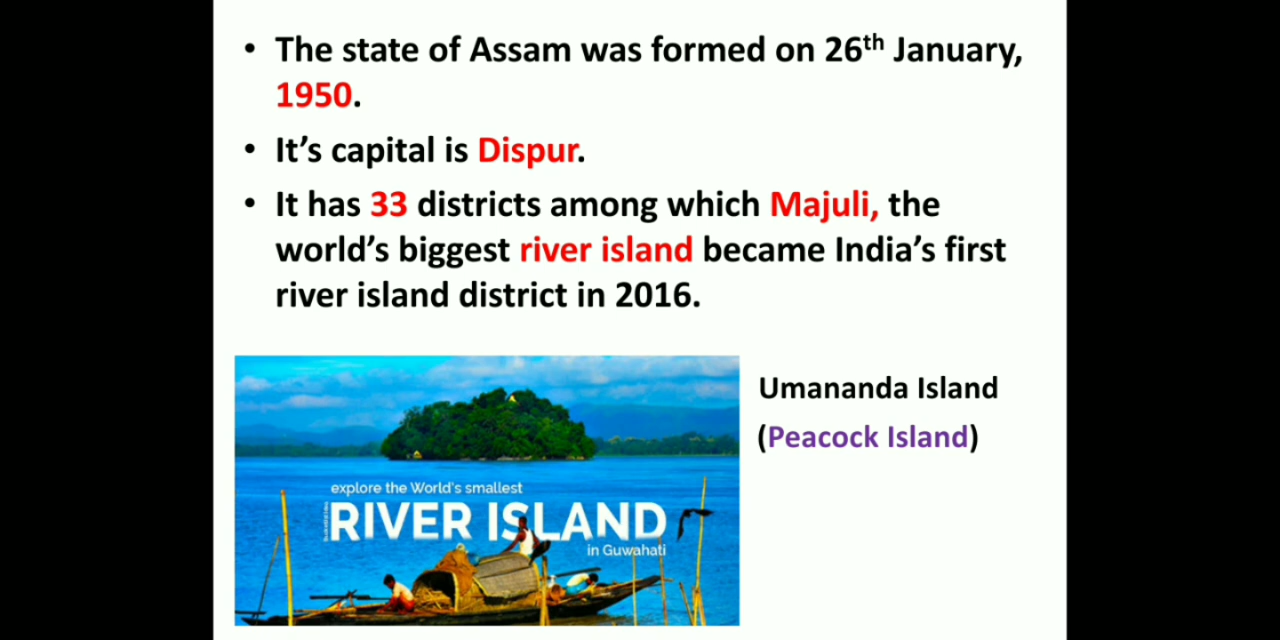 • The state of Assam was formed on 26th January,
1950.
• It's capital is Dispur.
• It has 33 districts among which Majuli, the
world's biggest river island became India's first
river island district in 2016.
Umananda Island
(Peacock Island)
explore the World's smallest
RIVER ISLAND
in Guwahati